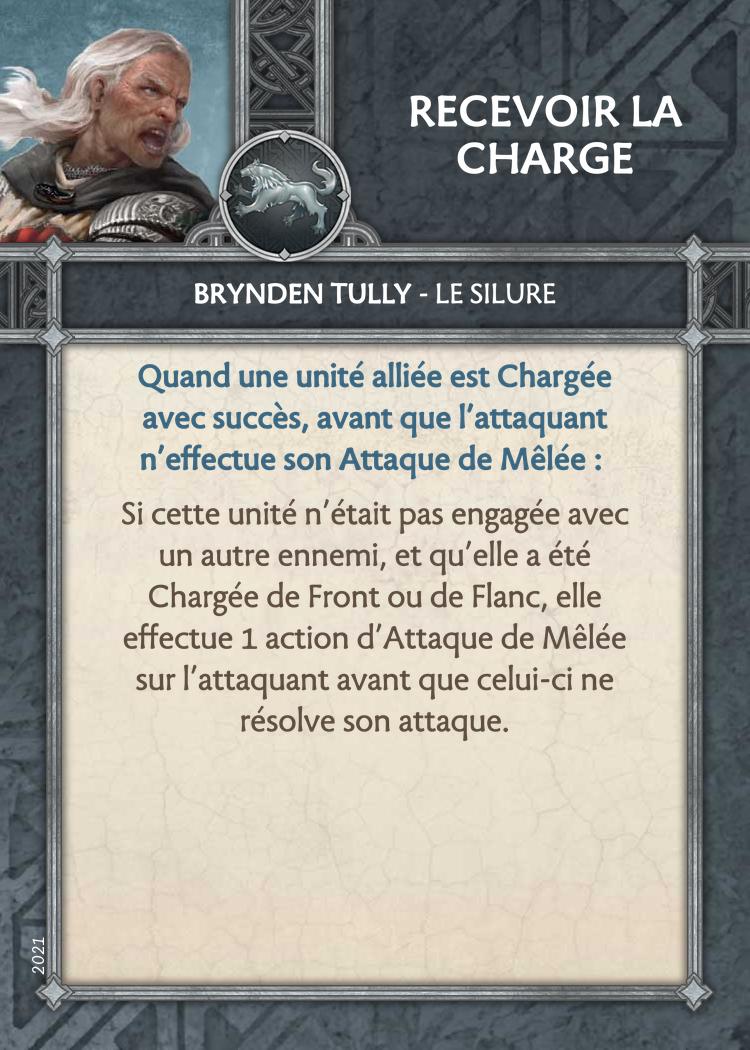 RECEVOIR LA
CHARGE
BRYNDEN TULLY - LE SILURE
Quand une unité alliée est Chargée
avec succès, avant que l'attaquant
n'effectue son Attaque de Mêlée :
Si cette unité n'était pas engagée avec
un autre ennemi, et qu'elle a été
Chargée de Front ou de Flanc, elle
effectue 1 action d'Attaque de Mêlée
sur l'attaquant avant que celui-ci ne
résolve son attaque.
2021